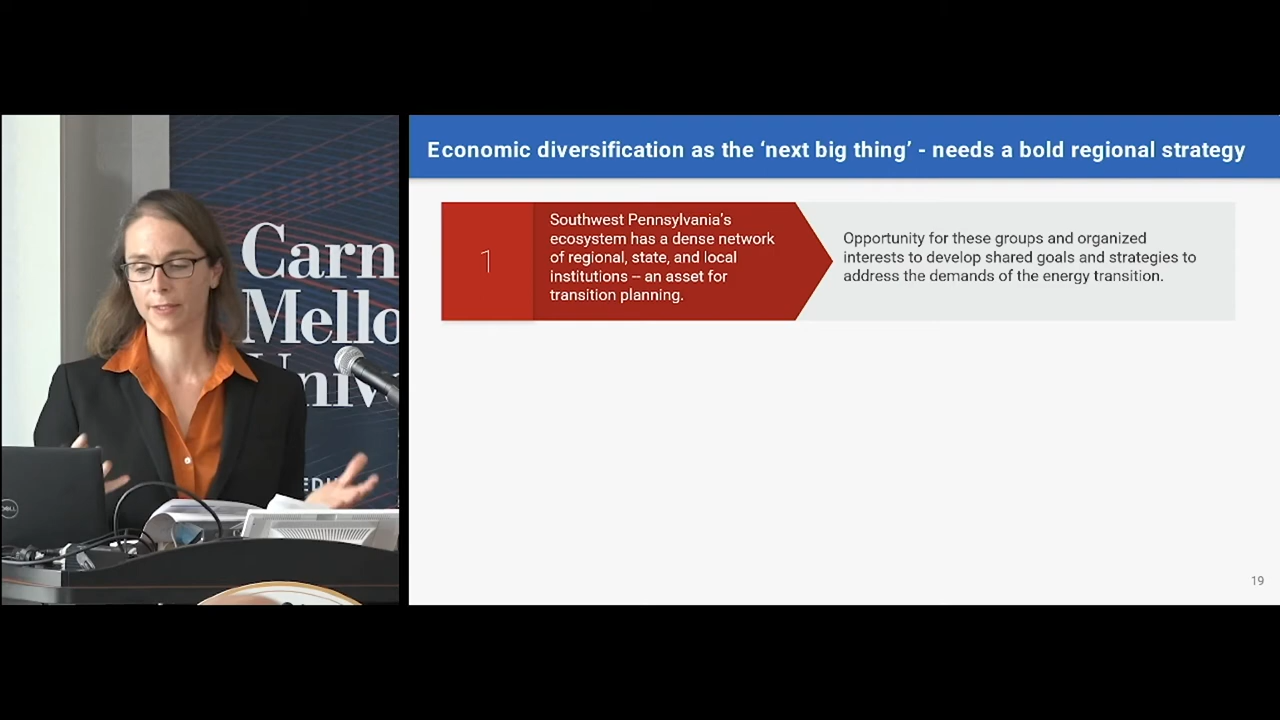 Economic diversification as the ‘next big thing’ - needs a bold regional strategy
1
Southwest Pennsylvania’s
ecosystem has a dense network
of regional, state, and local
institutions – an asset for
transition planning.
Opportunity for these groups and organized
interests to develop shared goals and strategies to
address the demands of the energy transition.
19
Carn
Mello
Unive
DELL